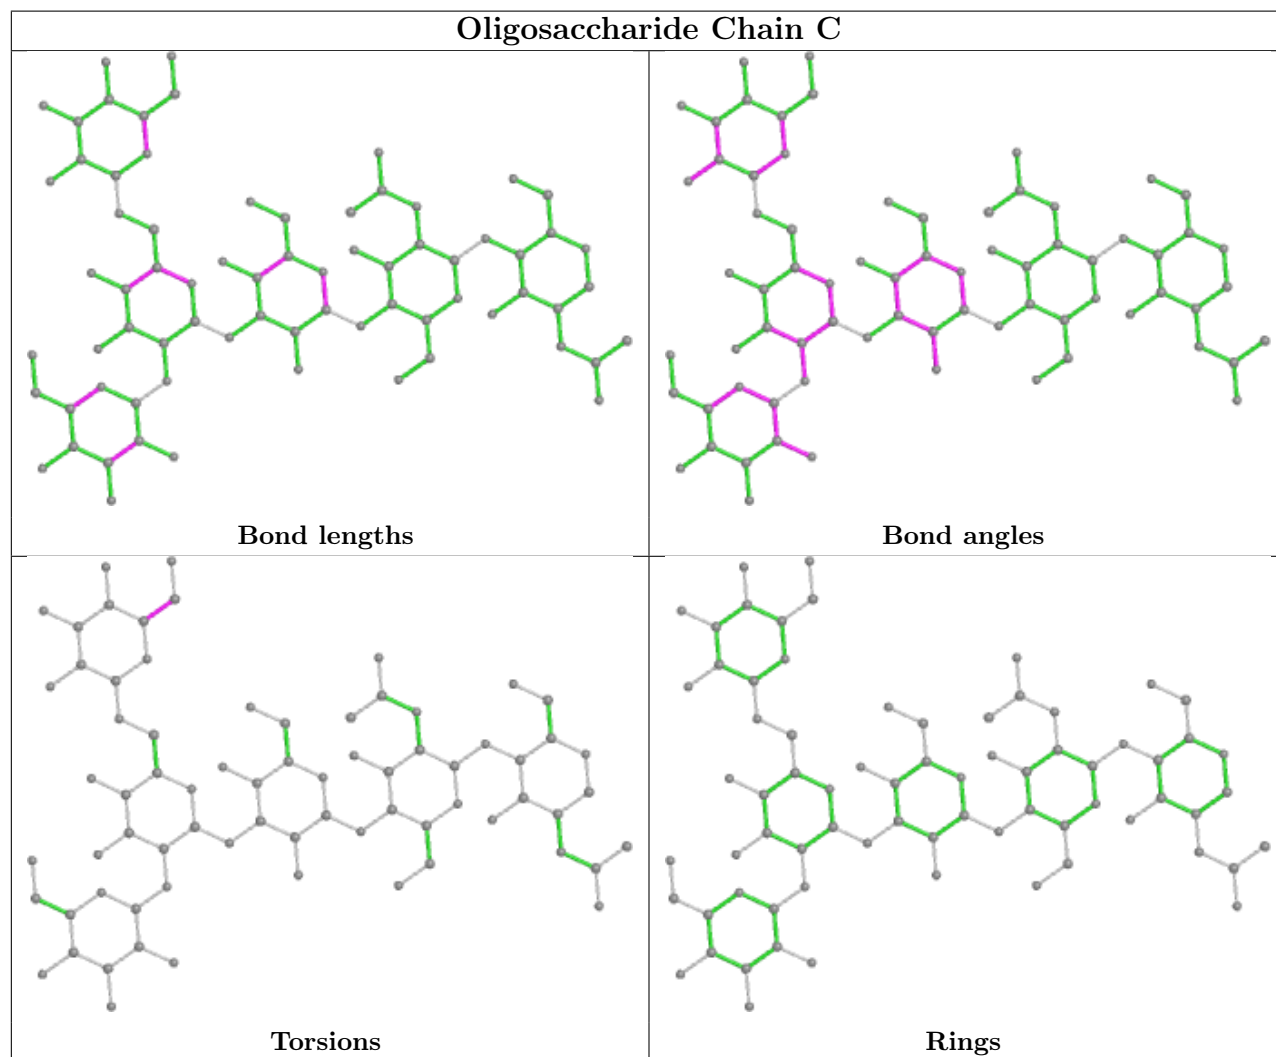 Oligosaccharide Chain C
Bond lengths
Bond angles
Torsions
Rings